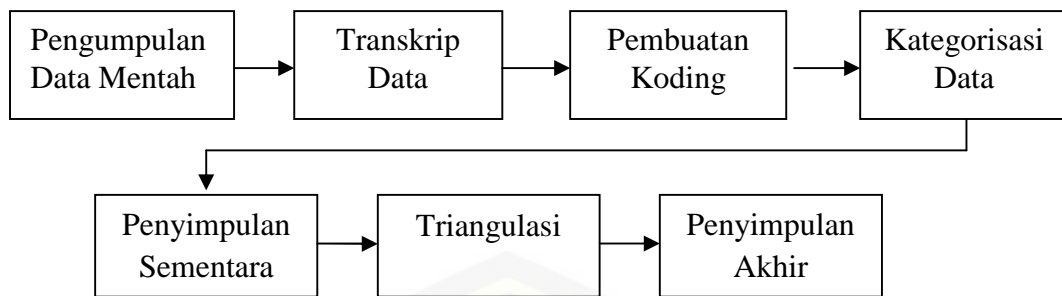 Pengumpulan
Data Mentah
Transkrip
Data
Pembuatan
Koding
Kategorisasi
Data
Penyimpulan
Sementara
Triangulasi
Penyimpulan
Akhir